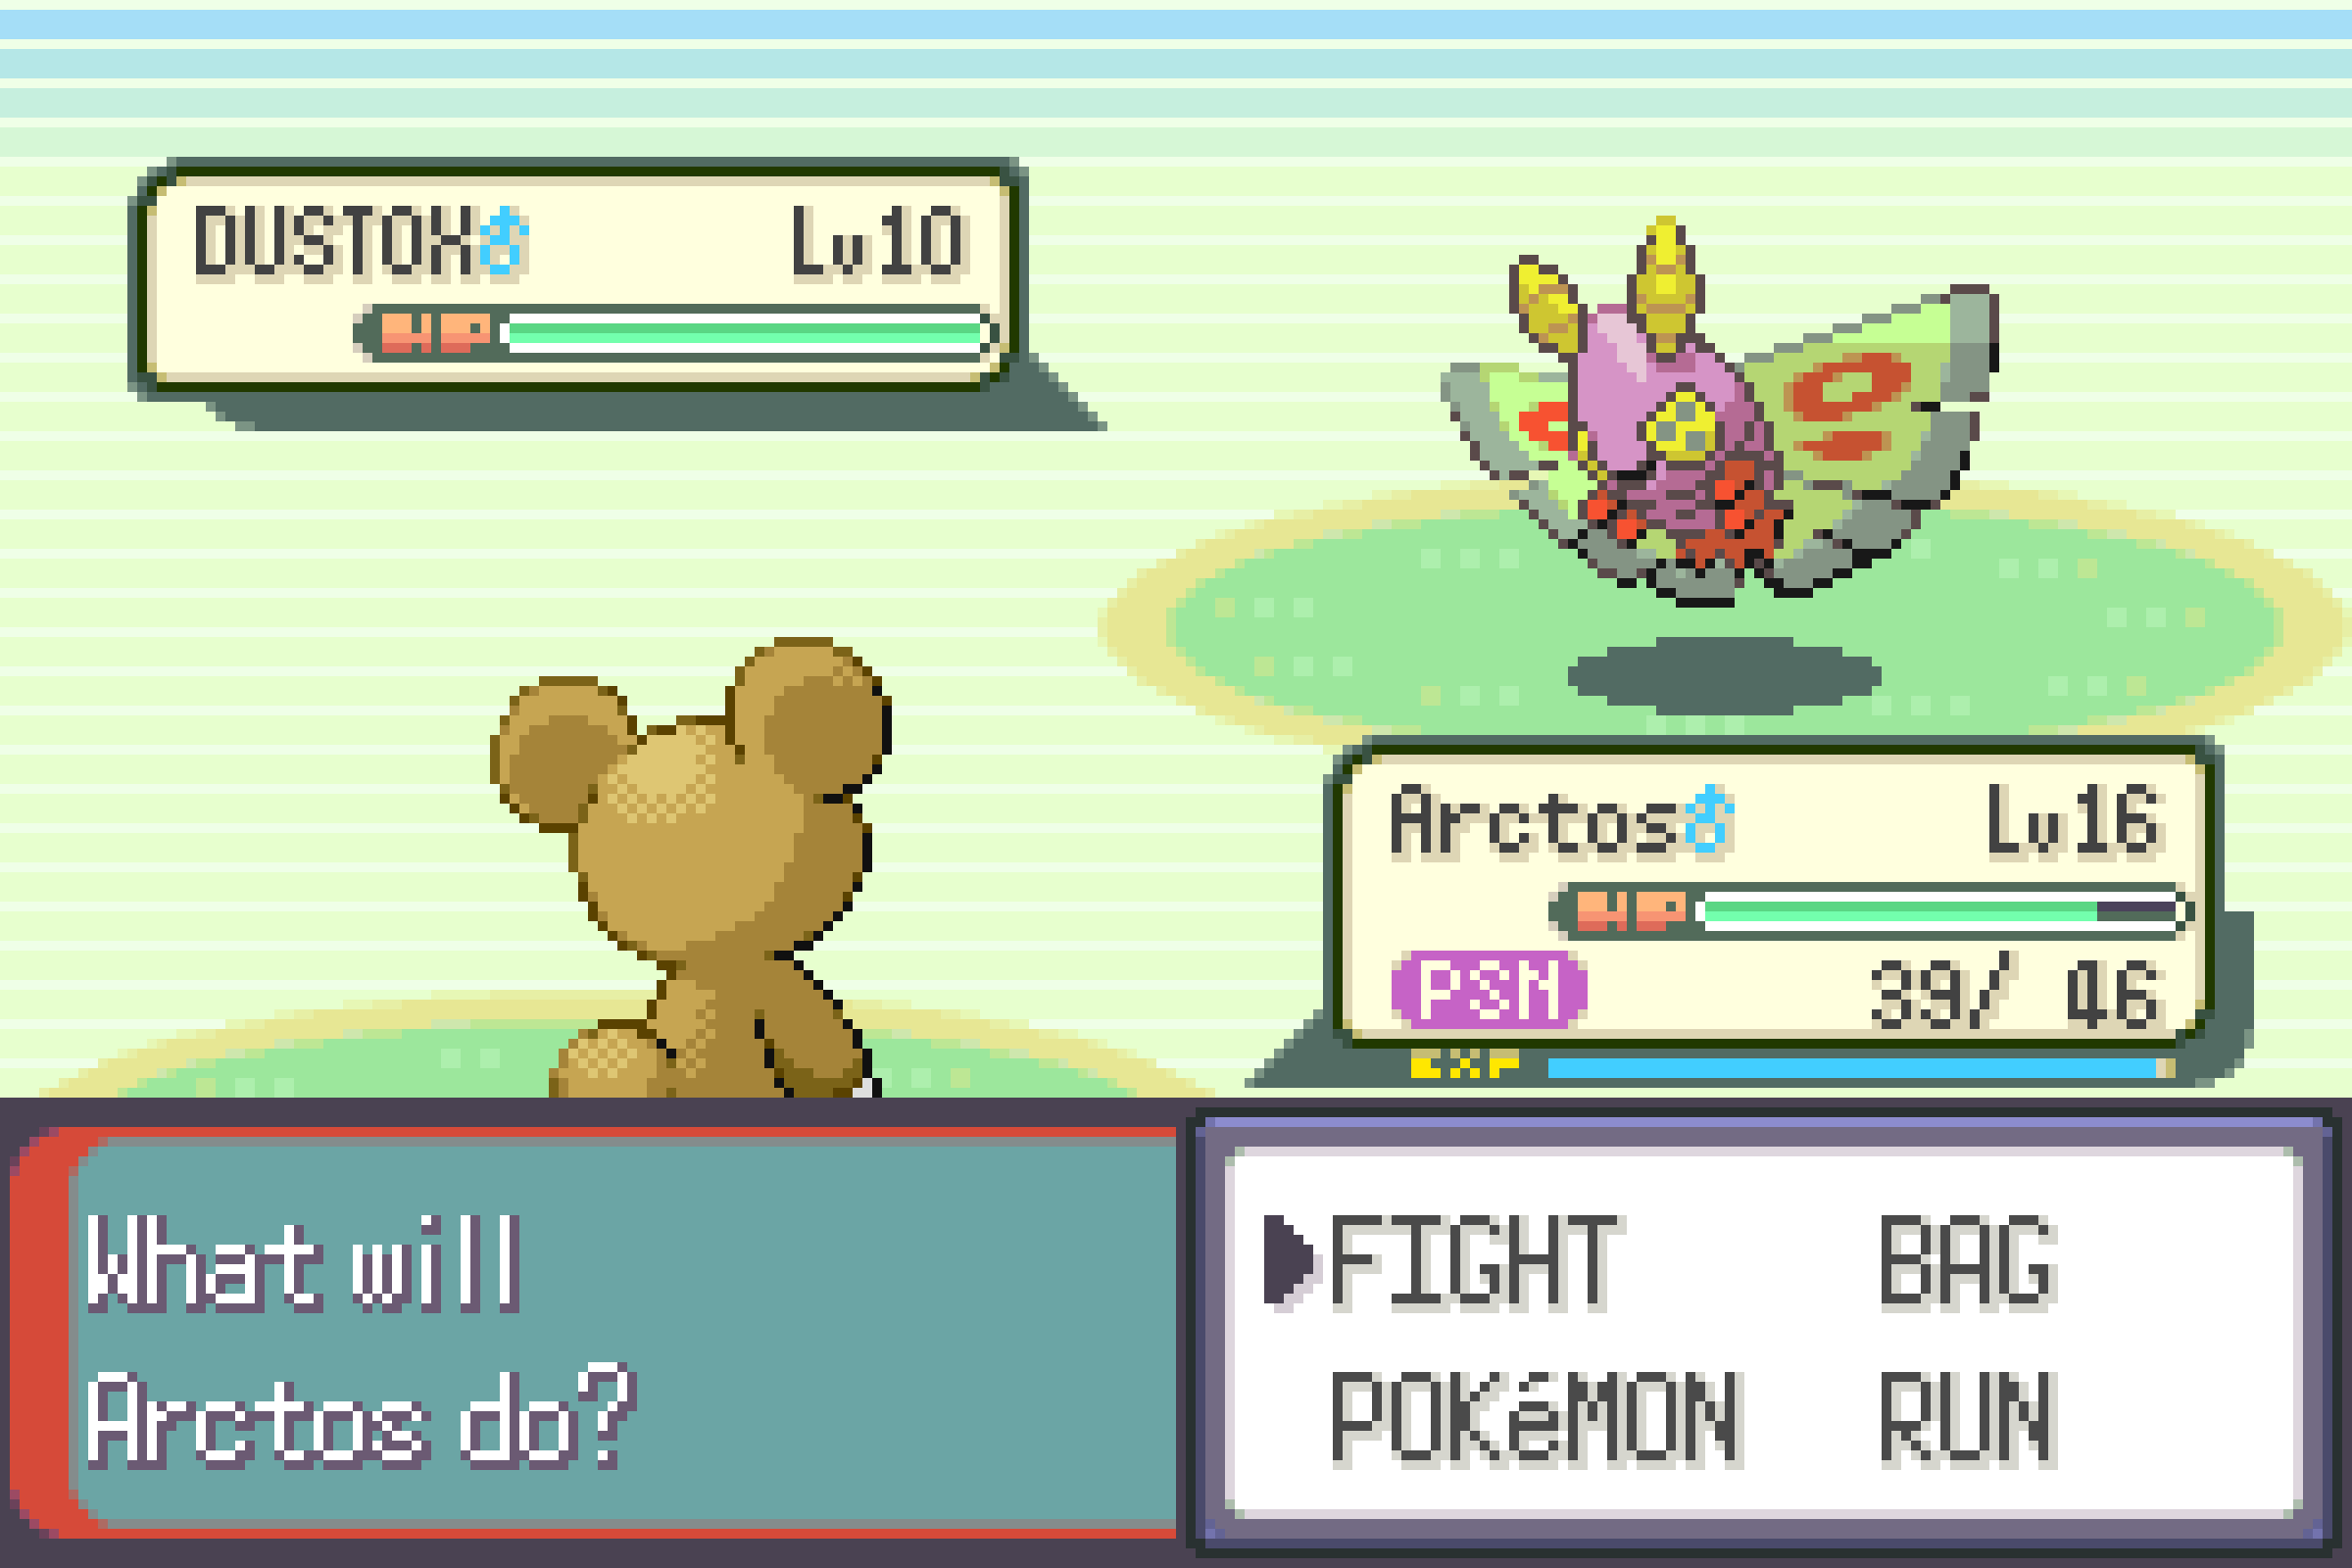 DUSTOX♂ Lv10
HP
Arctos♂ Lv16
HP
PSN 39/ 46
EXP
What will
Arctos do?
FIGHT BAG
POKéMON RUN